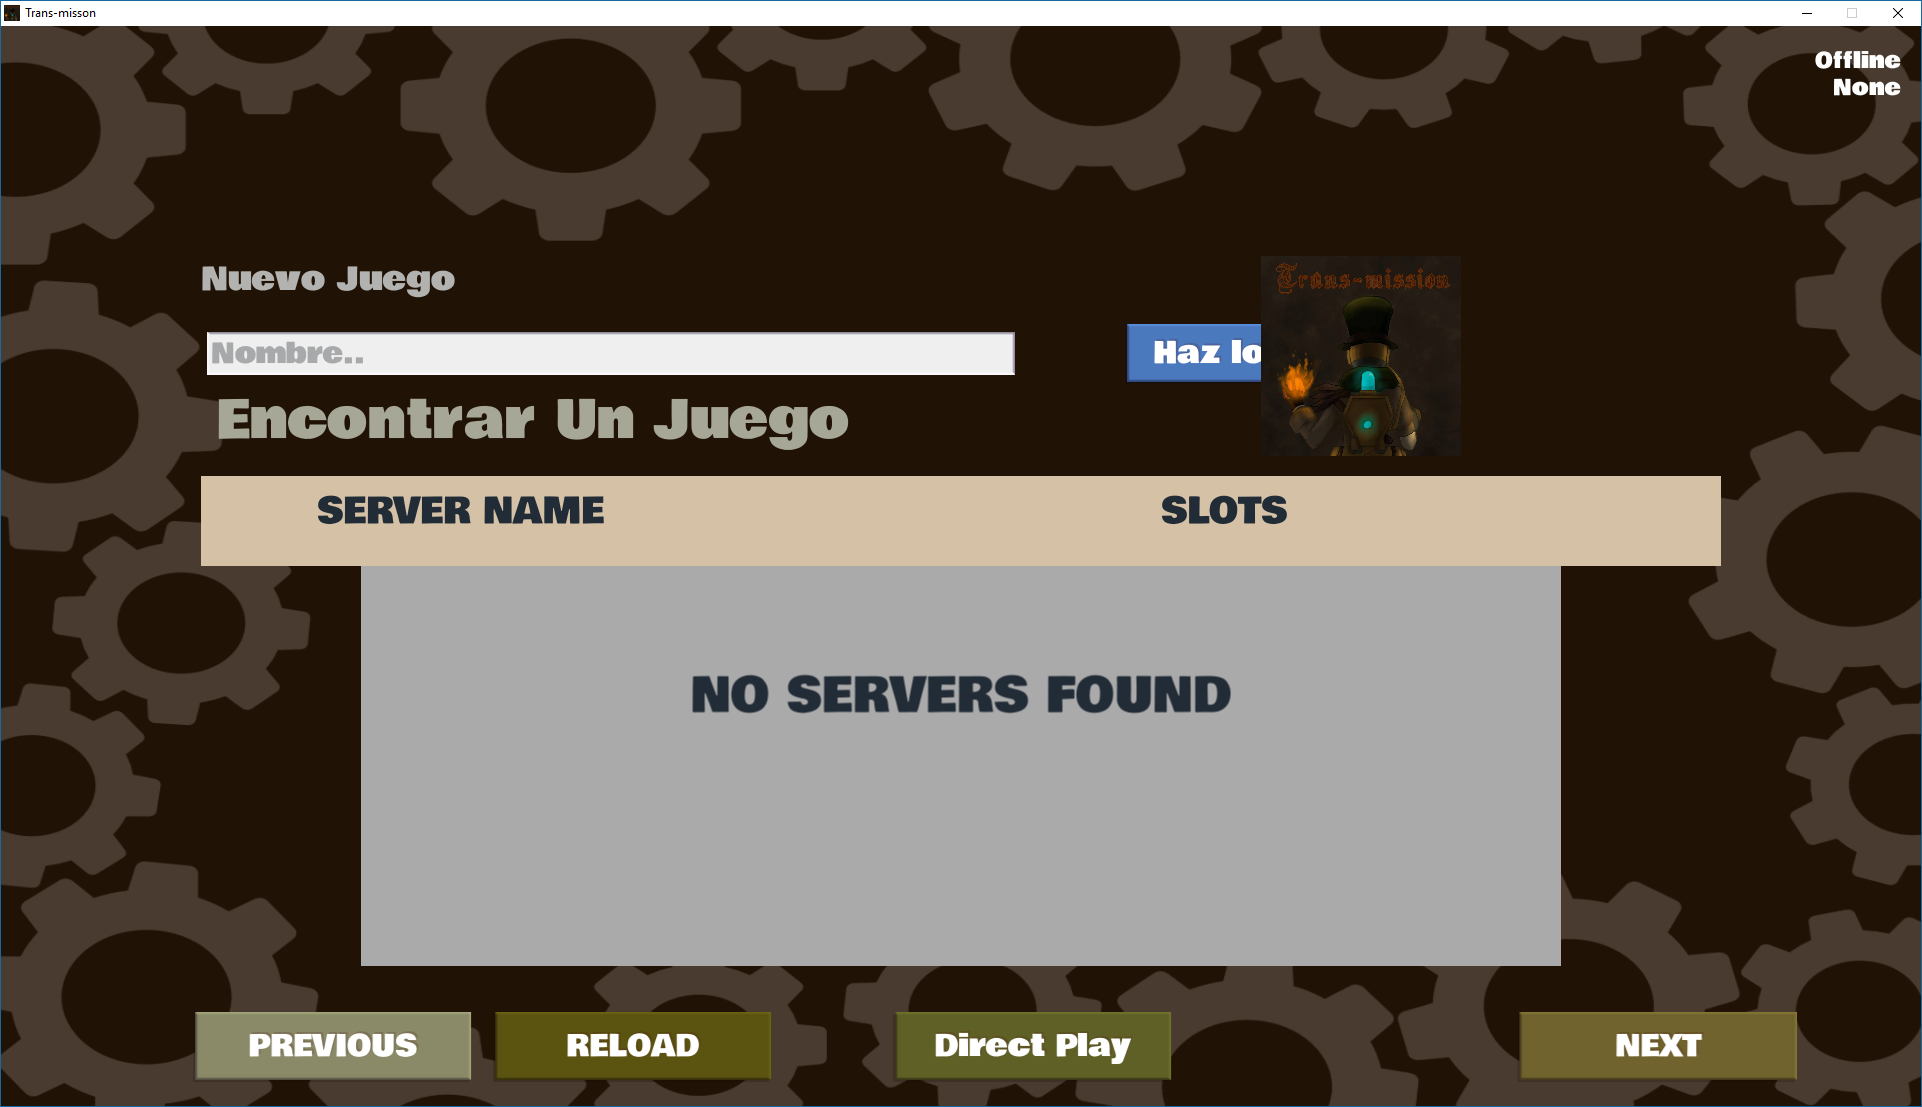 Trans-misson
Offline
None
Nuevo Juego
Trans-mission
Nombre..
Haz lo
Encontrar Un Juego
SERVER NAME SLOTS
NO SERVERS FOUND
PREVIOUS RELOAD Direct Play NEXT